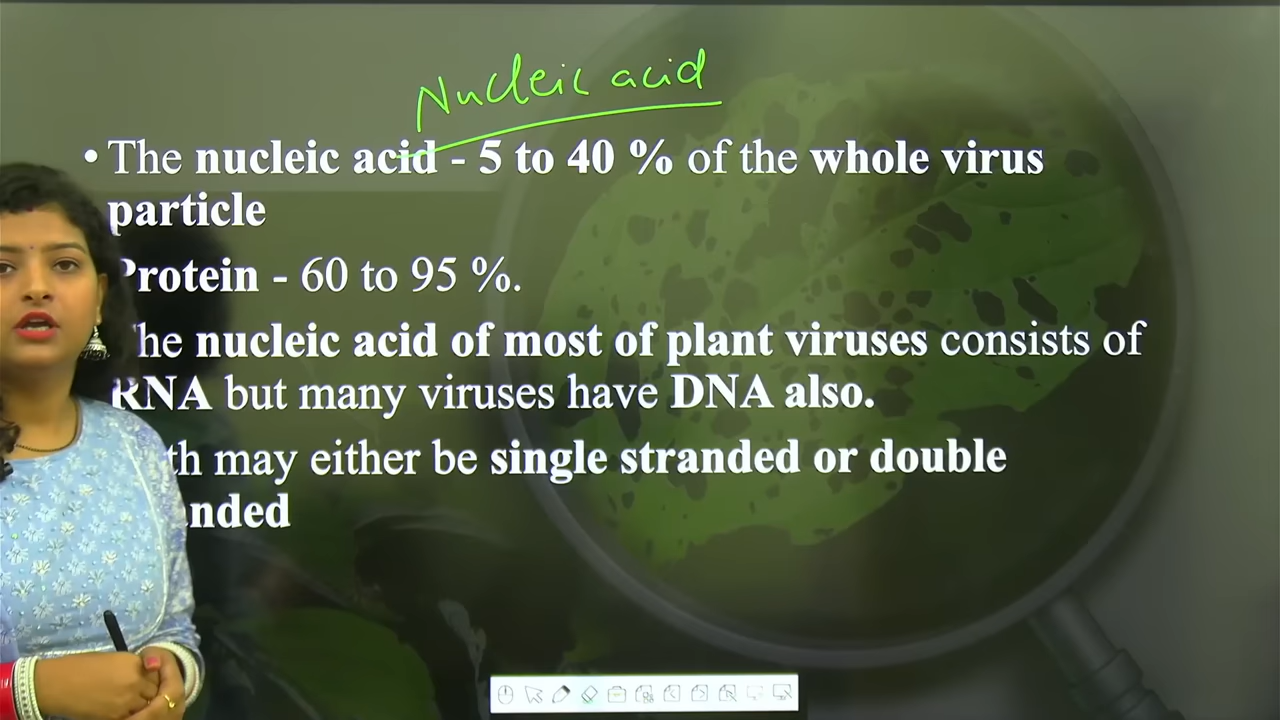 Nucleic acid
• The nucleic acid - 5 to 40 % of the whole virus
particle
Protein - 60 to 95 %.
he nucleic acid of most of plant viruses consists of
RNA but many viruses have DNA also.
th may either be single stranded or double
nded